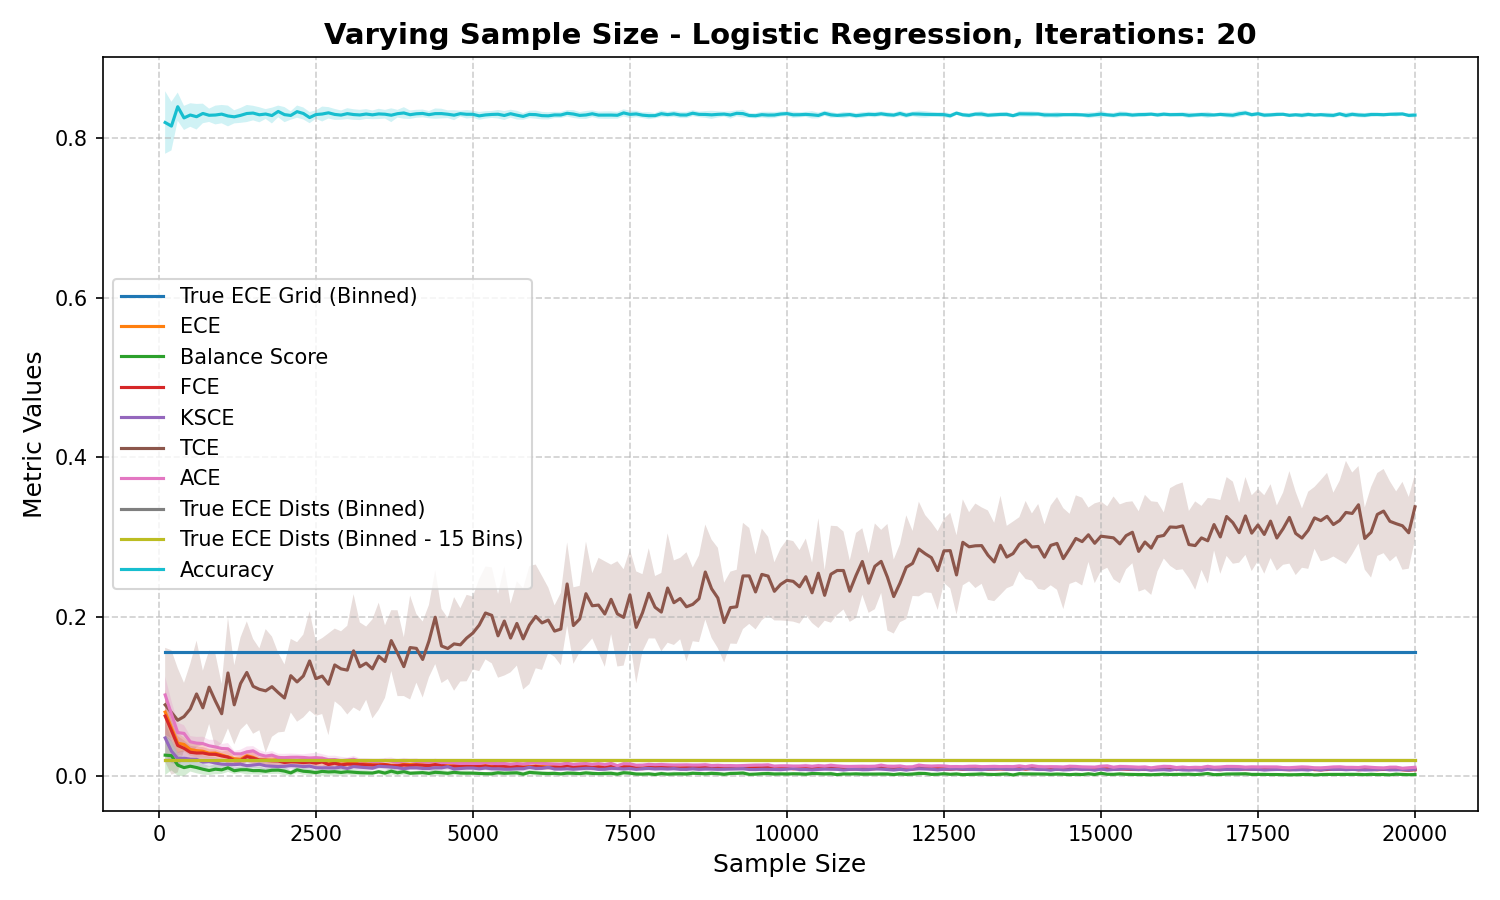 Varying Sample Size - Logistic Regression, Iterations: 20
Metric Values
0.8
0.6
0.4
0.2
0.0
True ECE Grid (Binned)
ECE
Balance Score
FCE
KSCE
TCE
ACE
True ECE Dists (Binned)
True ECE Dists (Binned - 15 Bins)
Accuracy
0 2500 5000 7500 10000 12500 15000 17500 20000
Sample Size